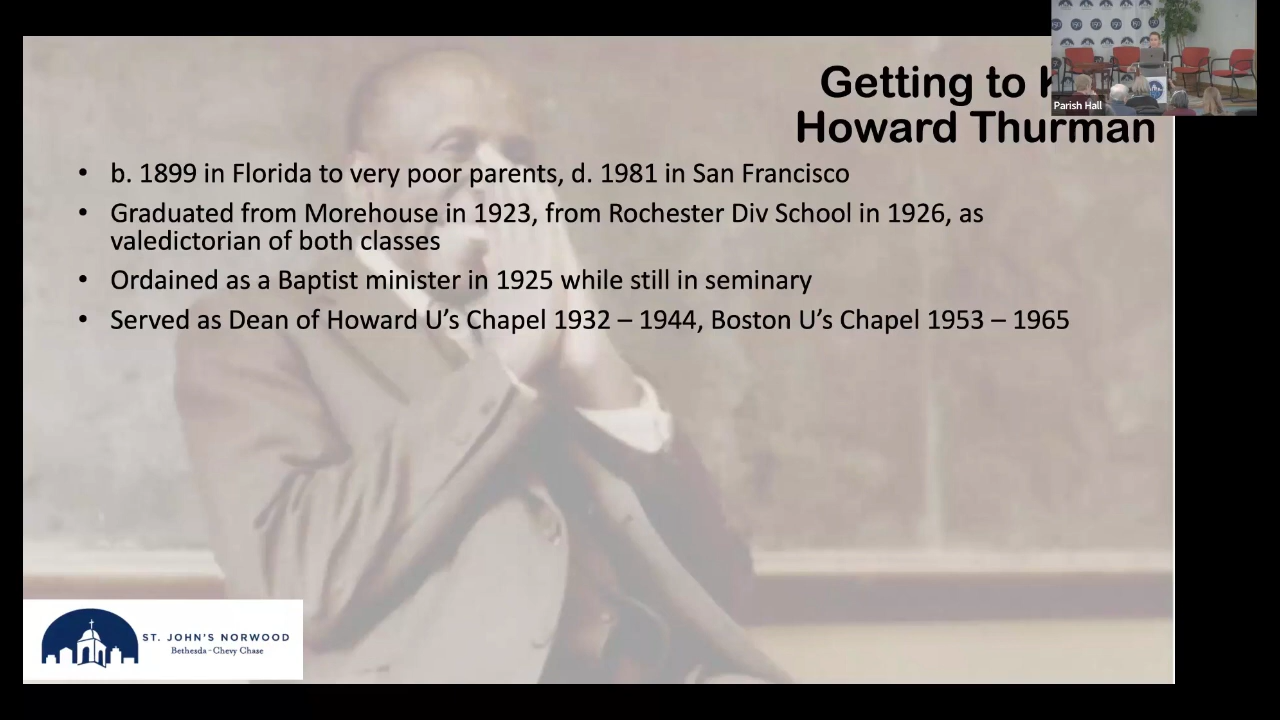 Getting to K
Howard Thurman
Parish Hall
• b. 1899 in Florida to very poor parents, d. 1981 in San Francisco
• Graduated from Morehouse in 1923, from Rochester Div School in 1926, as
valedictorian of both classes
• Ordained as a Baptist minister in 1925 while still in seminary
• Served as Dean of Howard U’s Chapel 1932 – 1944, Boston U’s Chapel 1953 – 1965
ST. JOHN'S NORWOOD
Bethesda - Chevy Chase